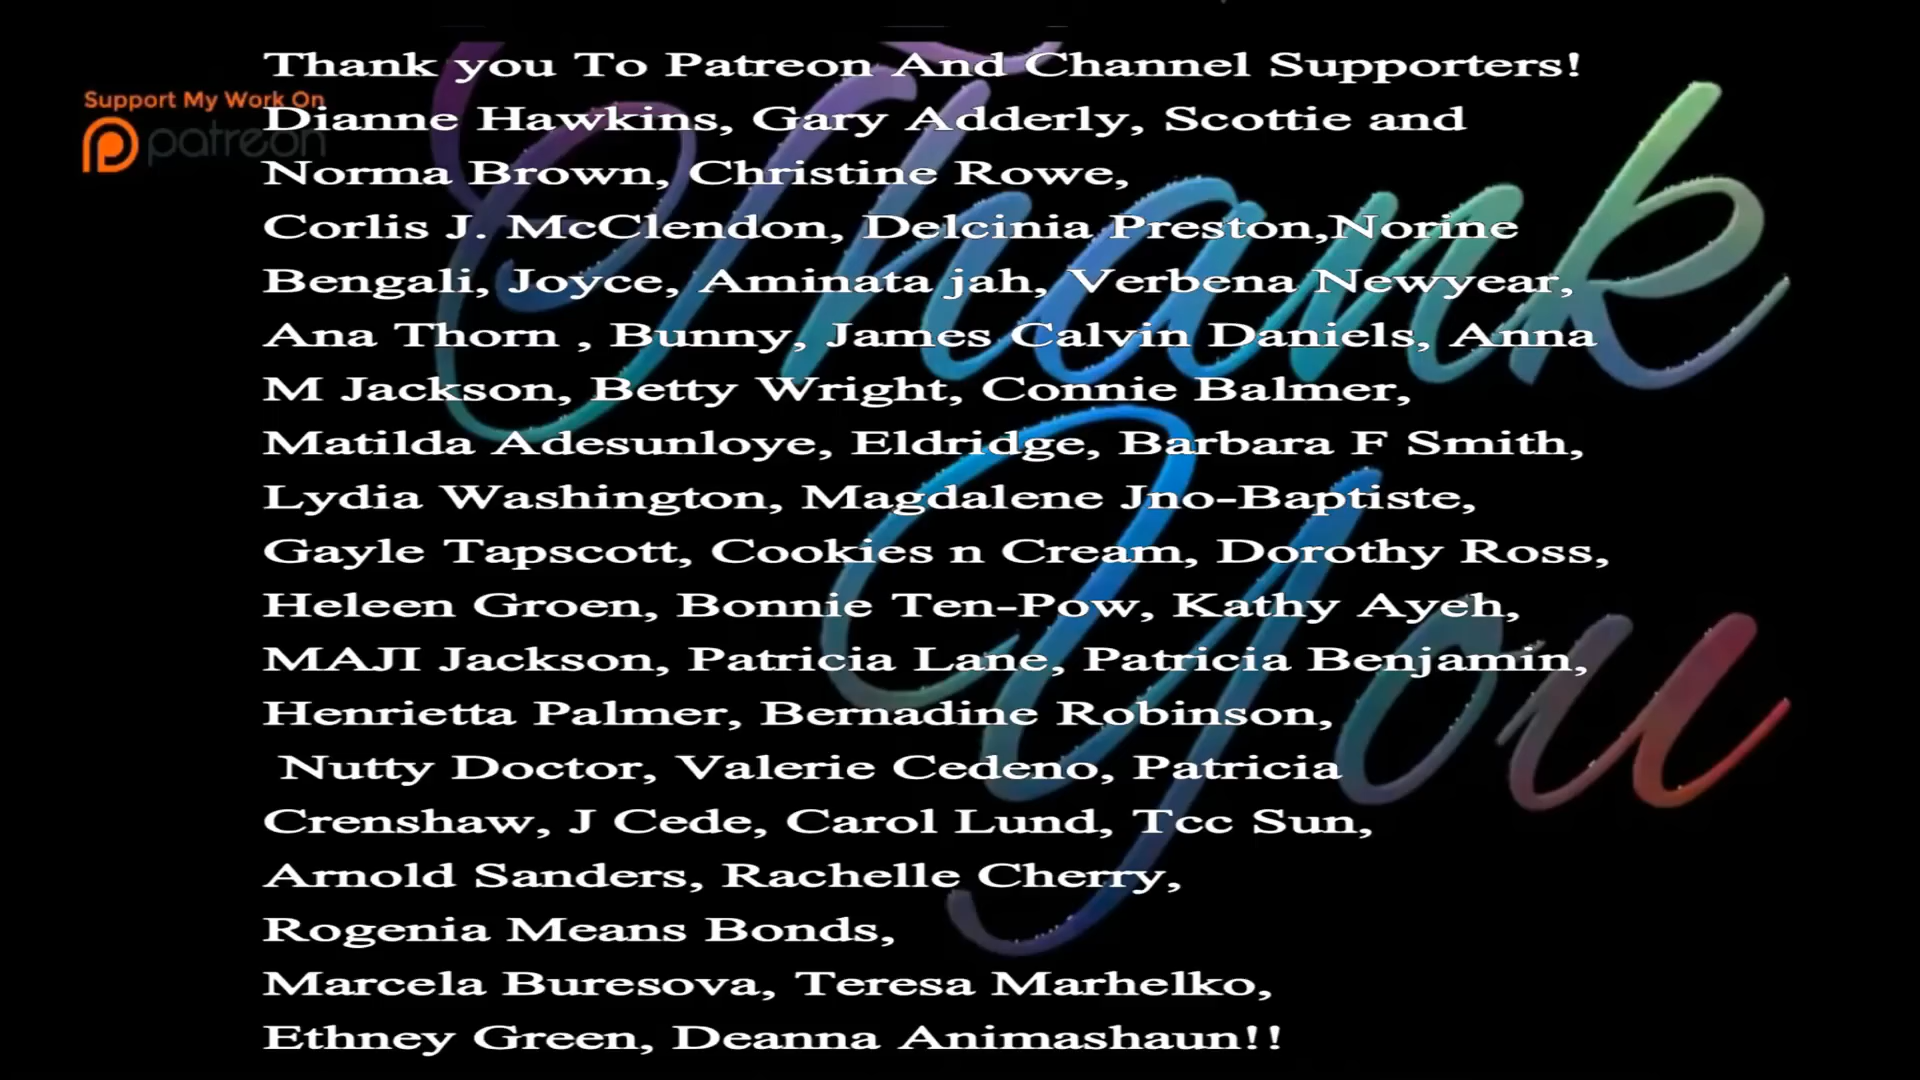 Thank you To Patreon And Channel Supporters!
Support My Work On
patreon
Dianne Hawkins, Gary Adderly, Scottie and
Norma Brown, Christine Rowe,
Corlis J. McClendon, Delcinia Preston,Norine
Bengali, Joyce, Aminata jah, Verbena Newyear,
Ana Thorn , Bunny, James Calvin Daniels, Anna
M Jackson, Betty Wright, Connie Balmer,
Matilda Adesunloye, Eldridge, Barbara F Smith,
Lydia Washington, Magdalene Jno-Baptiste,
Gayle Tapscott, Cookies n Cream, Dorothy Ross,
Heleen Groen, Bonnie Ten-Pow, Kathy Ayeh,
MAJI Jackson, Patricia Lane, Patricia Benjamin,
Henrietta Palmer, Bernadine Robinson,
Nutty Doctor, Valerie Cedeno, Patricia
Crenshaw, J Cede, Carol Lund, Tcc Sun,
Arnold Sanders, Rachelle Cherry,
Rogenia Means Bonds,
Marcela Buresova, Teresa Marhelko,
Ethney Green, Deanna Animashaun!!
Thank
You